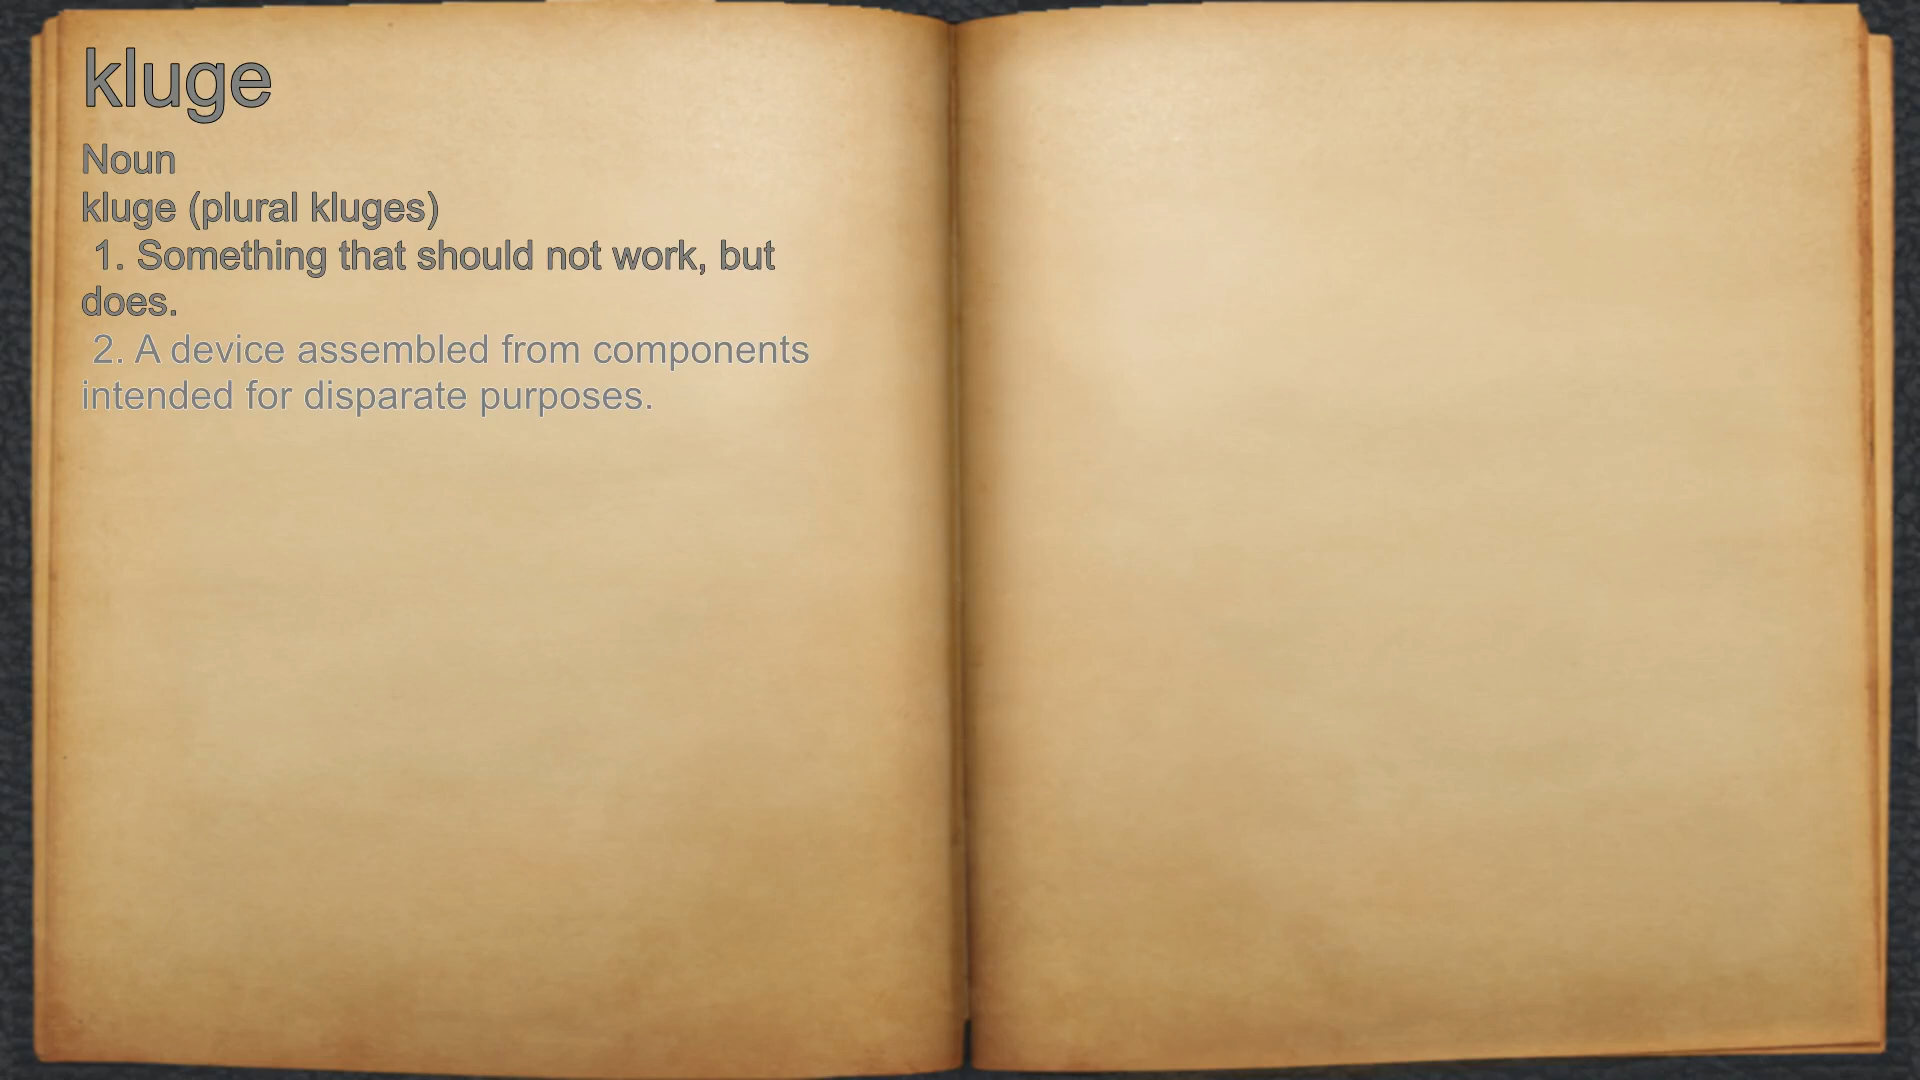 kluge
Noun
kluge (plural kluges)
1. Something that should not work, but
does.
2. A device assembled from components
intended for disparate purposes.